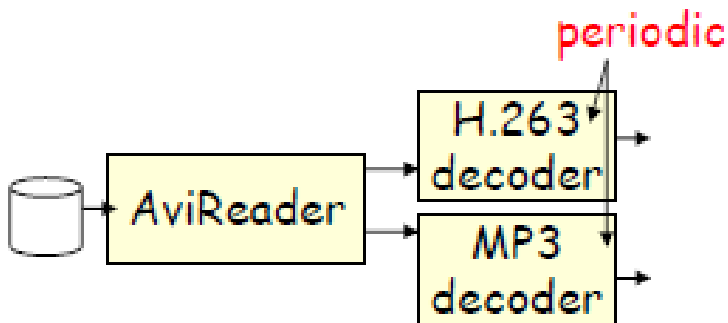 periodic
H.263
decoder
AviReader
MP3
decoder